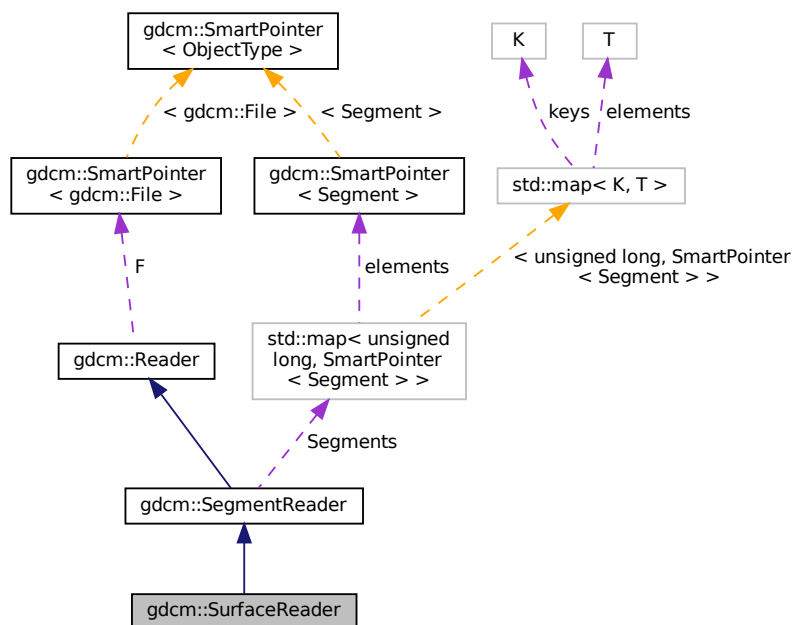 gdcm::SmartPointer
< ObjectType >
K
T
< gdcm::File >
< Segment >
keys
elements
gdcm::SmartPointer
< gdcm::File >
gdcm::SmartPointer
< Segment >
std::map< K, T >
F
elements
< unsigned long, SmartPointer
< Segment > >
gdcm::Reader
std::map< unsigned
long, SmartPointer
< Segment > >
Segments
gdcm::SegmentReader
gdcm::SurfaceReader